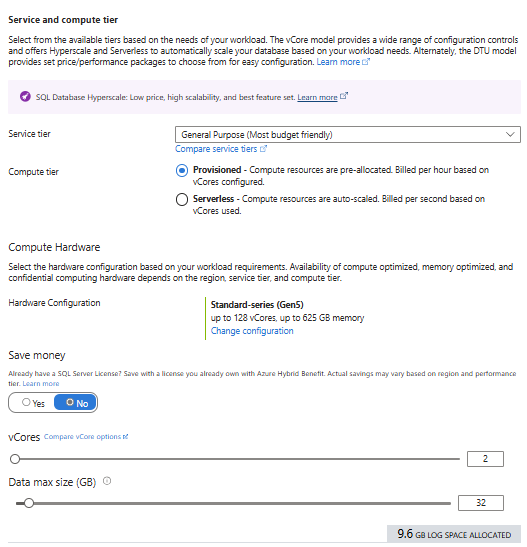 Service and compute tier
Select from the available tiers based on the needs of your workload. The vCore model provides a wide range of configuration controls
and offers Hyperscale and Serverless to automatically scale your database based on your workload needs. Alternately, the DTU model
provides set price/performance packages to choose from for easy configuration. Learn more
SQL Database Hyperscale: Low price, high scalability, and best feature set. Learn more
Service tier
General Purpose (Most budget friendly)
Compare service tiers
Compute tier
Provisioned - Compute resources are pre-allocated. Billed per hour based on
vCores configured.
Serverless - Compute resources are auto-scaled. Billed per second based on
vCores used.
Compute Hardware
Select the hardware configuration based on your workload requirements. Availability of compute optimized, memory optimized, and
confidential computing hardware depends on the region, service tier, and compute tier.
Hardware Configuration
Standard-series (Gen5)
up to 128 vCores, up to 625 GB memory
Change configuration
Save money
Already have a SQL Server License? Save with a license you already own with Azure Hybrid Benefit. Actual savings may vary based on region and performance
tier. Learn more
Yes No
vCores Compare vCore options
2
Data max size (GB)
32
9.6 GB LOG SPACE ALLOCATED